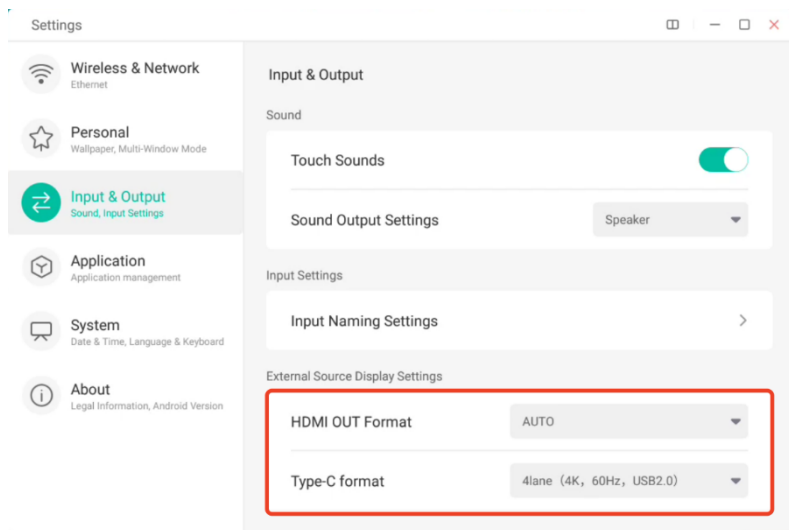 Settings
Wireless & Network
Ethernet
Personal
Wallpaper, Multi-Window Mode
Input & Output
Sound, Input Settings
Application
Application management
System
Date & Time, Language & Keyboard
About
Legal Information, Android Version
Input & Output
Sound
Touch Sounds
Sound Output Settings
Speaker
Input Settings
Input Naming Settings
External Source Display Settings
HDMI OUT Format
AUTO
Type-C format
4lane（4K，60Hz，USB2.0）